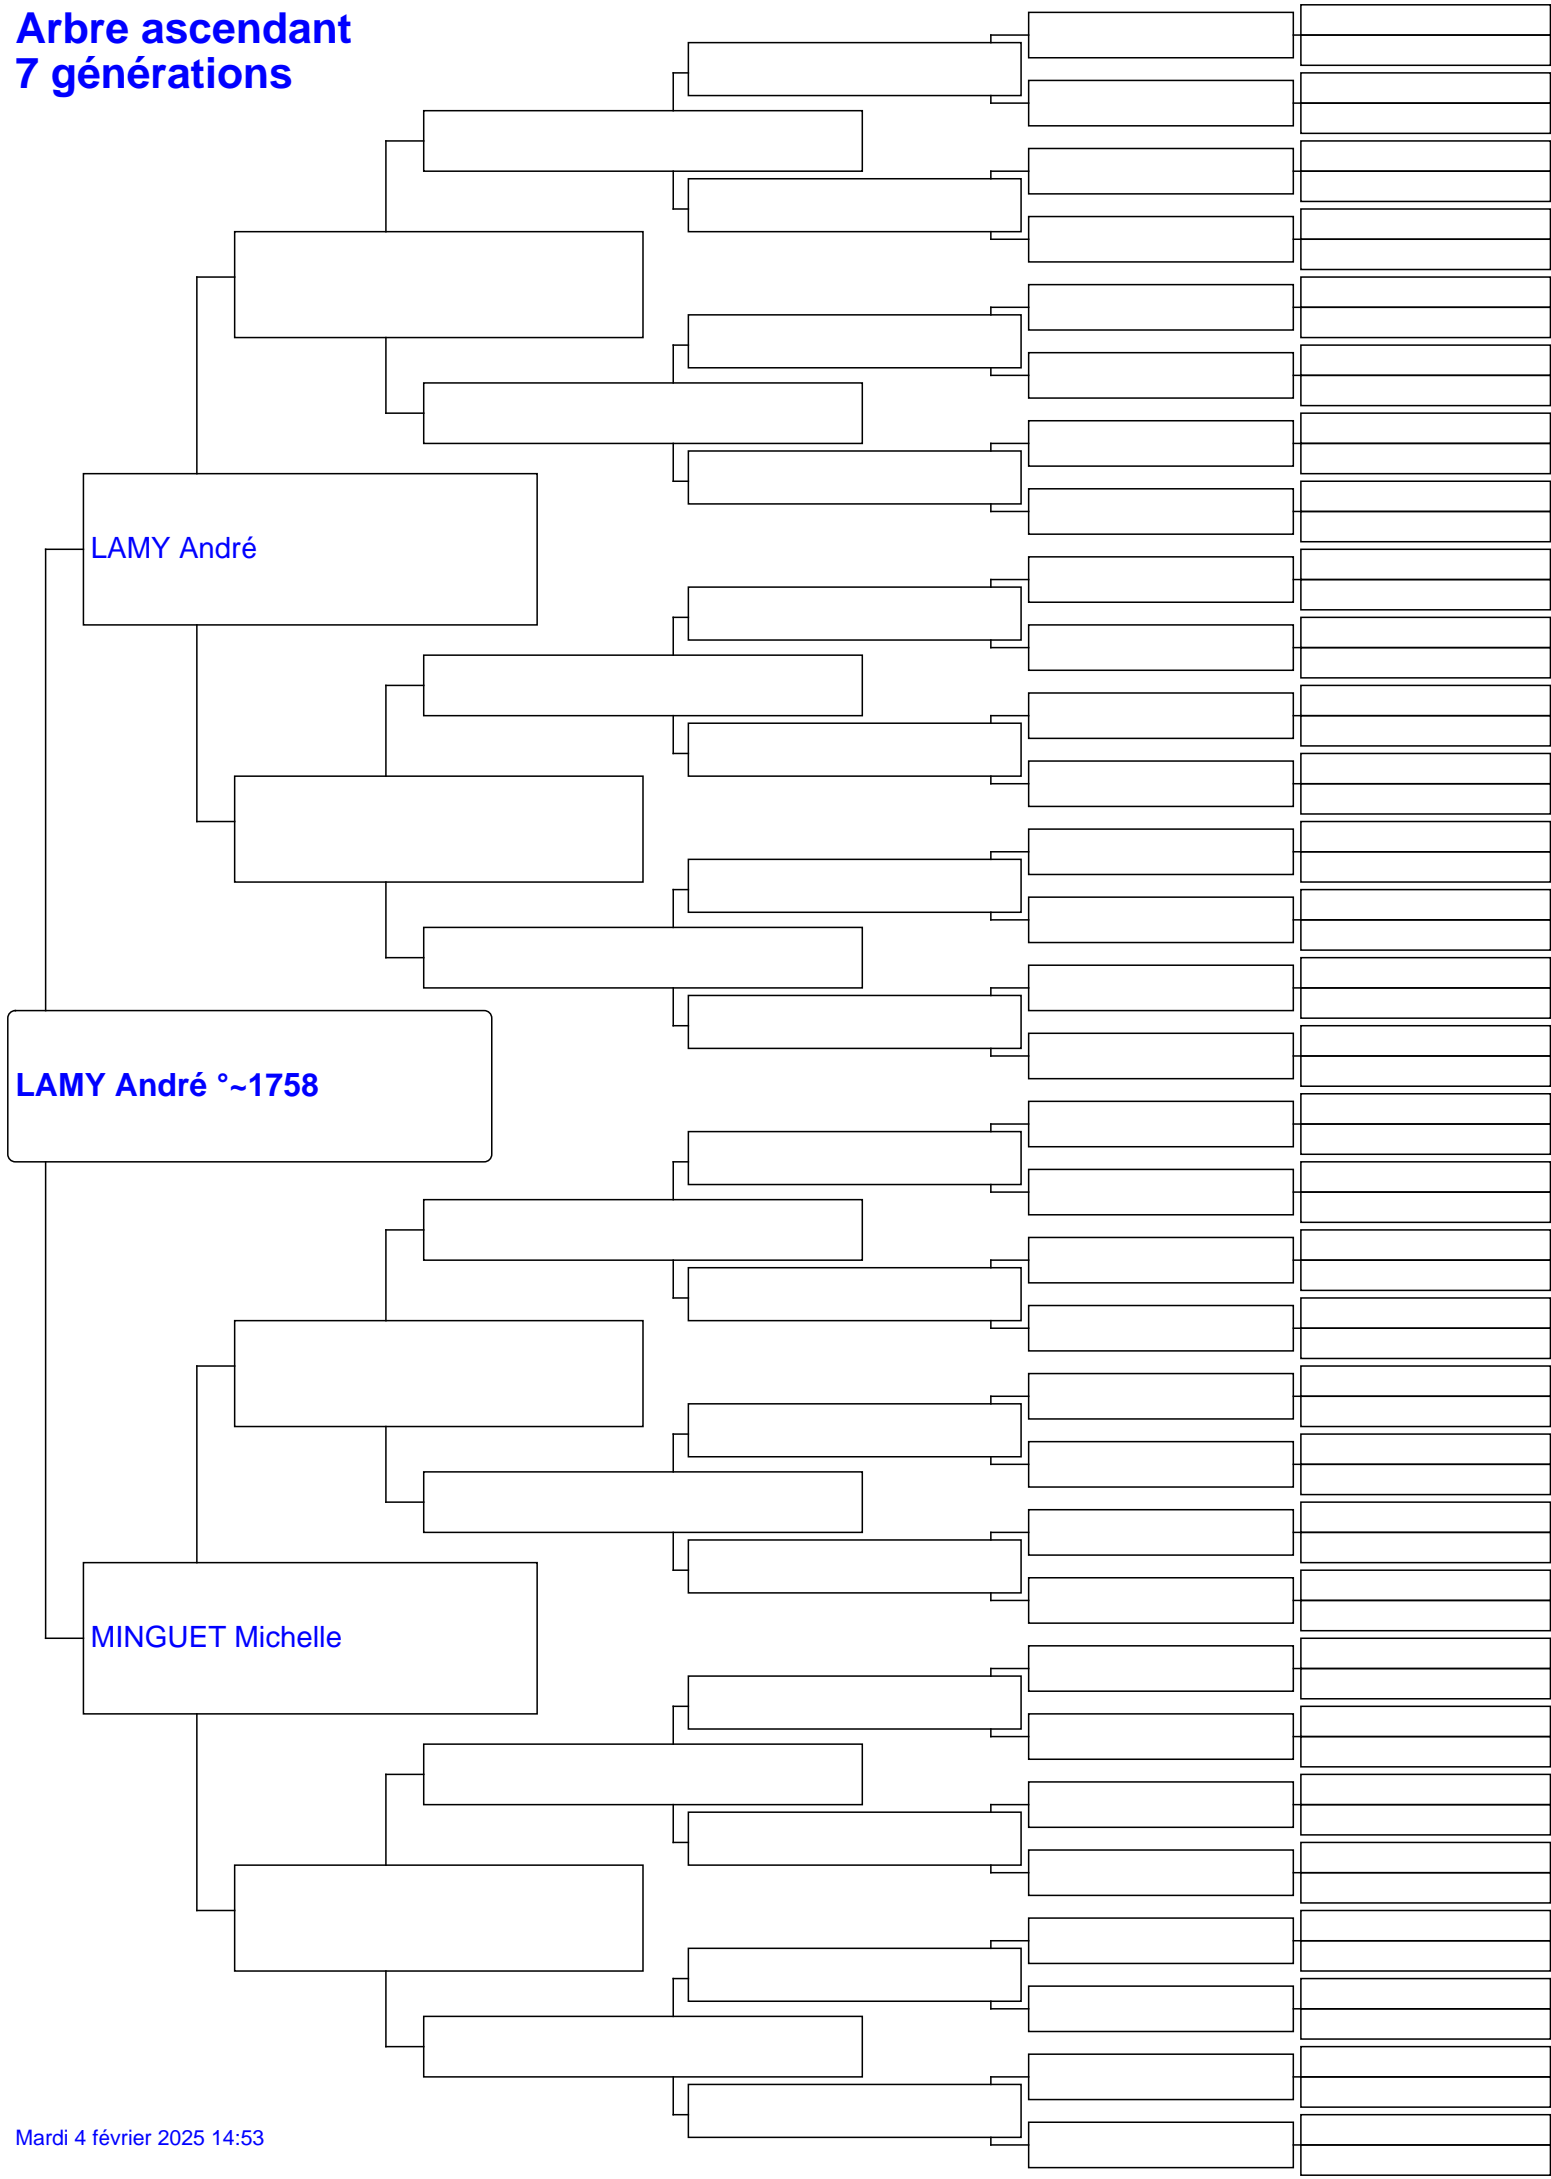 Arbre ascendant
7 générations
LAMY André
LAMY André °~1758
MINGUET Michelle
Mardi 4 février 2025 14:53